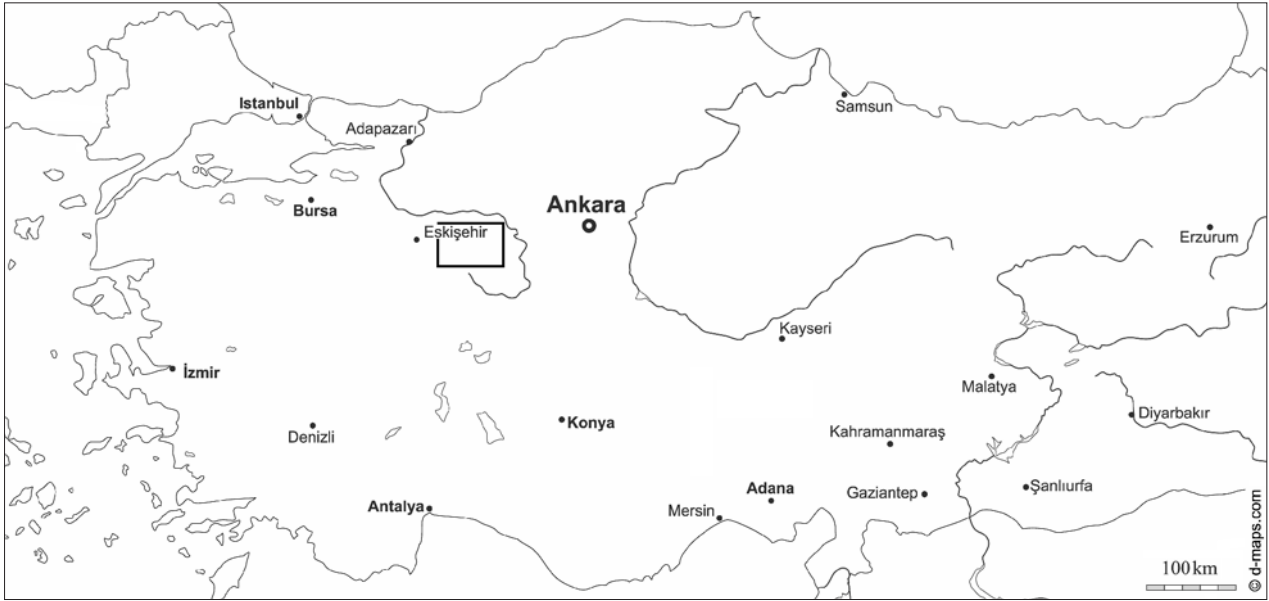 Istanbul
Samsun
Adapazarı
Bursa
Ankara
Eskişehir
Erzurum
Kayseri
İzmir
Malatya
Diyarbakır
Konya
Denizli
Kahramanmaraş
Şanlıurfa
Adana
Gaziantep
Antalya
Mersin
100 km
© d-maps.com